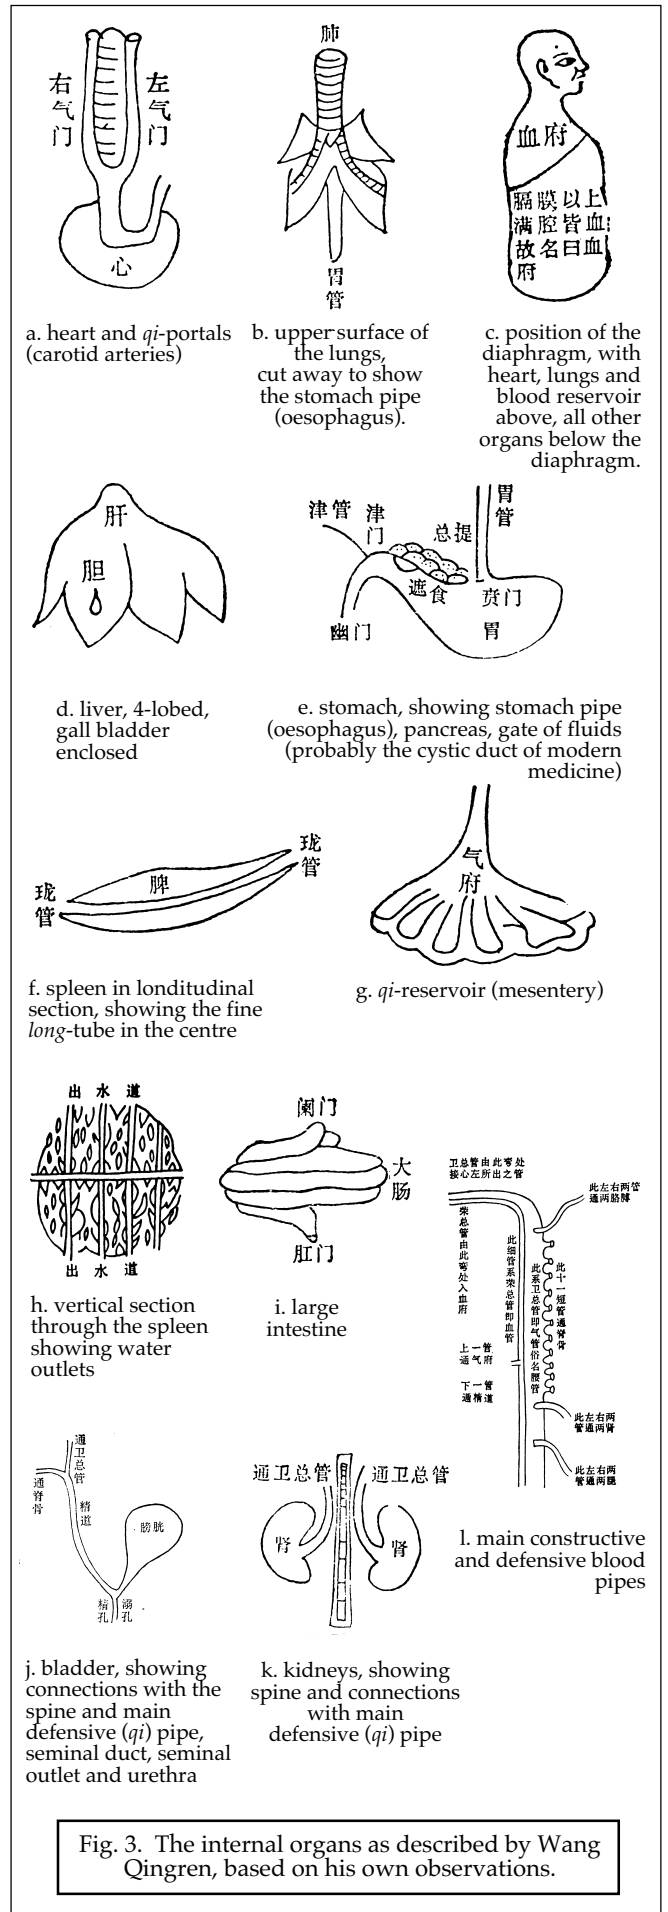 右气门
左气门
心
a. heart and qi-portals
(carotid arteries)
肺
胃管
b. upper surface of
the lungs,
cut away to show
the stomach pipe
(oesophagus).
血府
膈膜以上
满腔皆血
故名曰血
府
c. position of the
diaphragm, with
heart, lungs and
blood reservoir
above, all other
organs below the
diaphragm.
肝
胆
d. liver, 4-lobed,
gall bladder
enclosed
津管
津门
总提
胃管
遮食
贲门
幽门
胃
e. stomach, showing stomach pipe
(oesophagus), pancreas, gate of fluids
(probably the cystic duct of modern
medicine)
珑管
脾
珑管
f. spleen in londitudinal
section, showing the fine
long-tube in the centre
气府
g. qi-reservoir (mesentery)
出水道
出水道
h. vertical section
through the spleen
showing water
outlets
阑门
大肠
肛门
i. large
intestine
卫总管由此弯处
接心左所出之管
此左右两管
通两胳膊
荣总管由此弯处入血府
此细管系荣总管即血管
此系卫总管即气管俗名腰管
此十一短管通脊骨
上一管
通气府
下一管
通精道
此左右两
管通两肾
此左右两
管通两腿
l. main constructive
and defensive blood
pipes
通卫总管
通脊骨
精道
膀胱
精孔
溺孔
j. bladder, showing
connections with the
spine and main
defensive (qi) pipe,
seminal duct, seminal
outlet and urethra
通卫总管
通卫总管
肾
肾
k. kidneys, showing
spine and connections
with main
defensive (qi) pipe
Fig. 3. The internal organs as described by Wang
Qingren, based on his own observations.